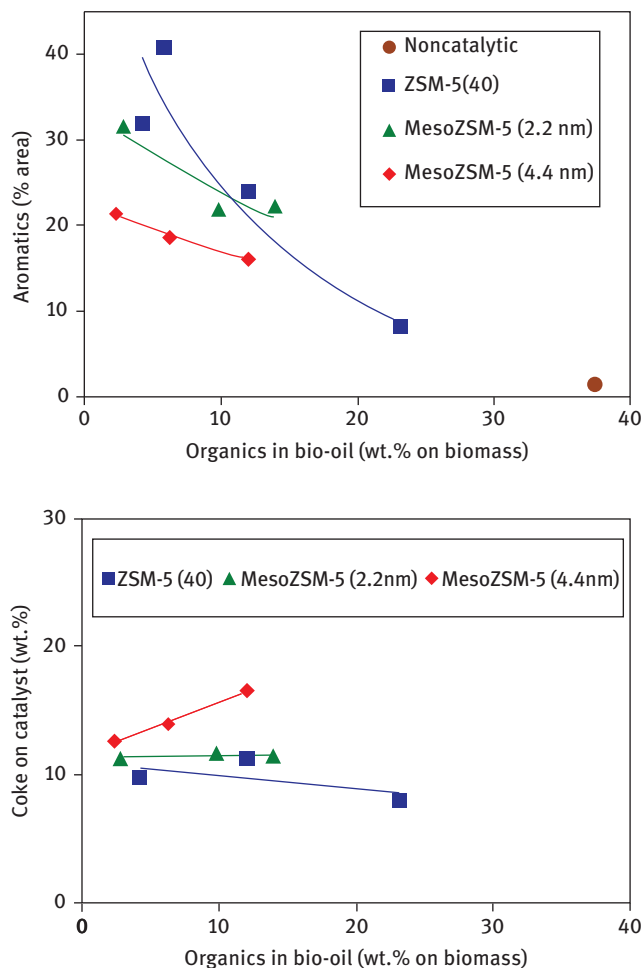 40
30
20
10
0
Aromatics (% area)
Noncatalytic
ZSM-5(40)
MesoZSM-5 (2.2 nm)
MesoZSM-5 (4.4 nm)
0 10 20 30 40
Organics in bio-oil (wt.% on biomass)
30
20
10
0
Coke on catalyst (wt.%)
ZSM-5 (40) MesoZSM-5 (2.2nm) MesoZSM-5 (4.4nm)
0 10 20 30 40
Organics in bio-oil (wt.% on biomass)